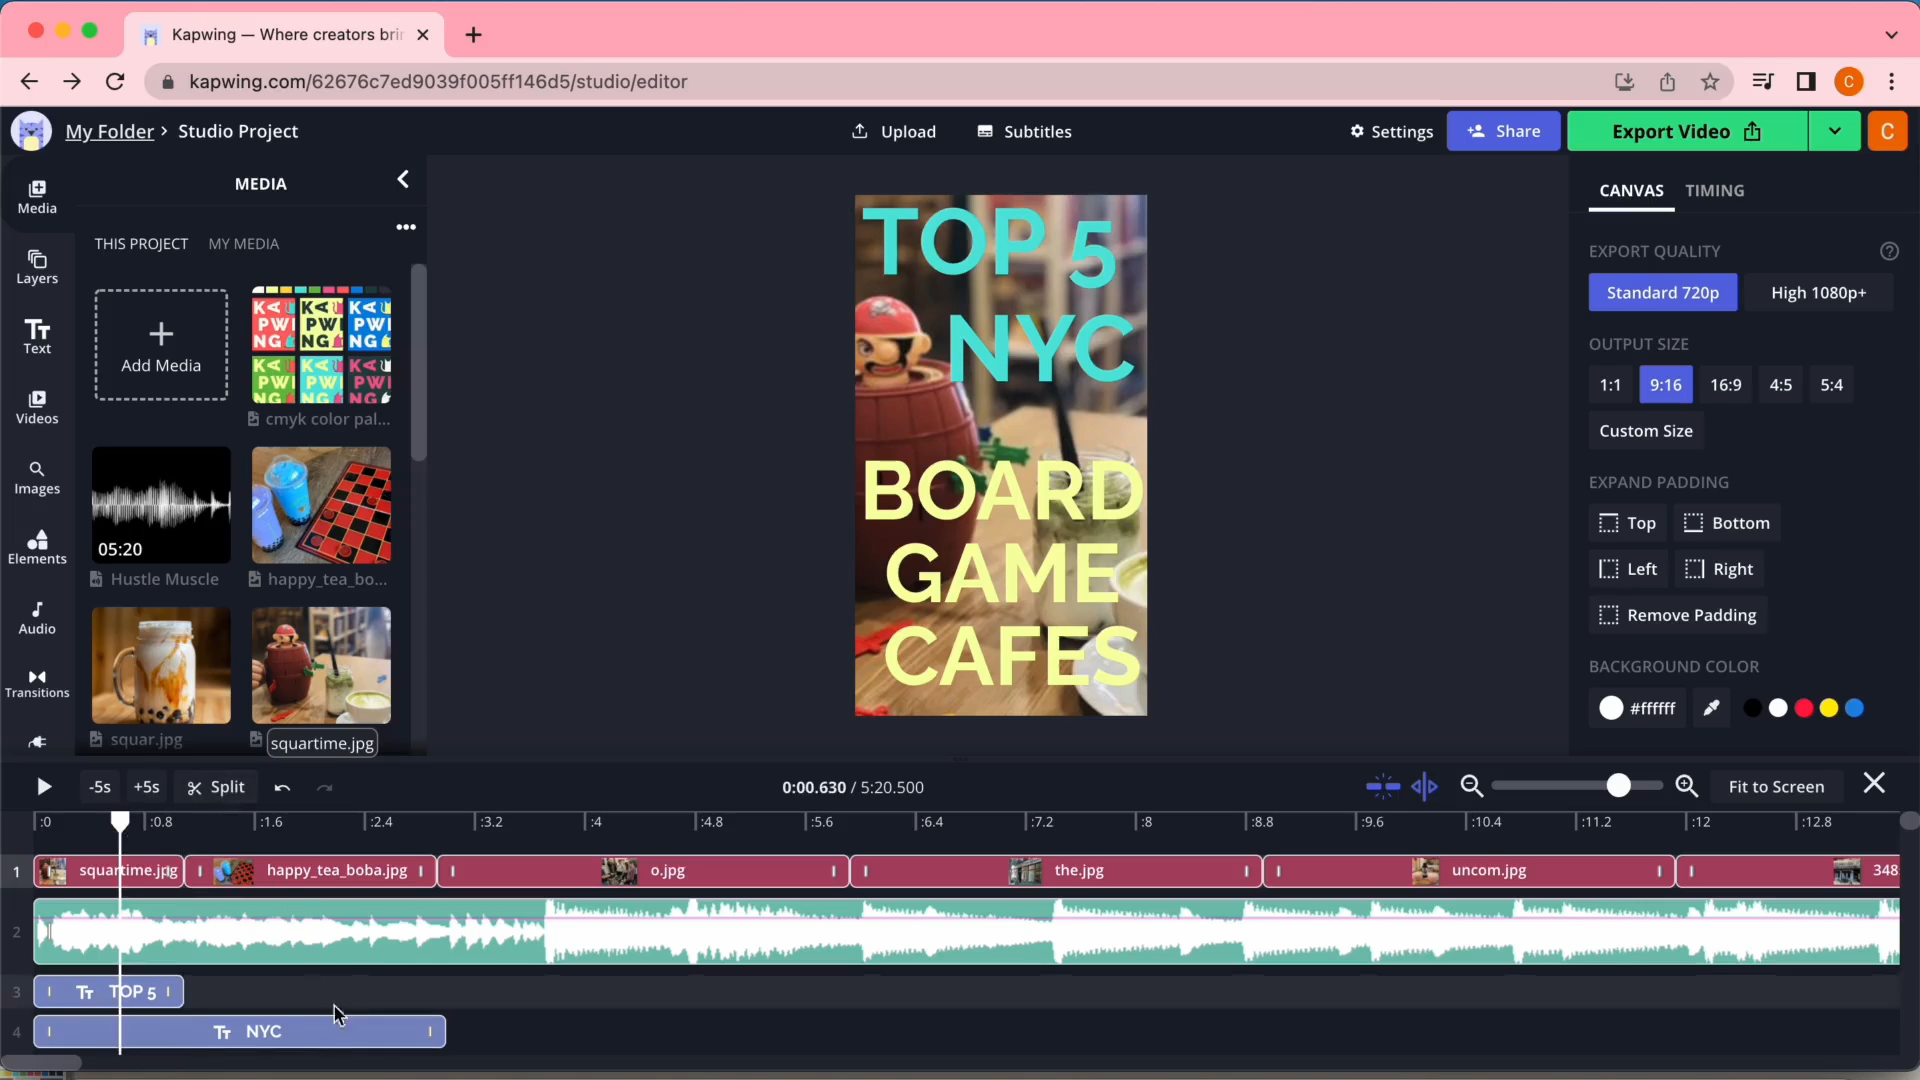 Kapwing — Where creators brin
kapwing.com/62676c7ed9039f005ff146d5/studio/editor
C
My Folder > Studio Project
Upload
Subtitles
Settings
Share
Export Video
C
Media
Layers
Text
Videos
Images
Elements
Audio
Transitions
MEDIA
THIS PROJECT
MY MEDIA
Add Media
KA PWI NG
cmyk color pal...
05:20
Hustle Muscle
happy_tea_bo...
squar.jpg
squartime.jpg
TOP 5
NYC
BOARD
GAME
CAFES
CANVAS
TIMING
EXPORT QUALITY
Standard 720p
High 1080p+
OUTPUT SIZE
1:1
9:16
16:9
4:5
5:4
Custom Size
EXPAND PADDING
Top
Bottom
Left
Right
Remove Padding
BACKGROUND COLOR
#ffffff
-5s
+5s
Split
0:00.630 / 5:20.500
Fit to Screen
:0
:0.8
:1.6
:2.4
:3.2
:4
:4.8
:5.6
:6.4
:7.2
:8
:8.8
:9.6
:10.4
:11.2
:12
:12.8
1
squartime.jpg
happy_tea_boba.jpg
o.jpg
the.jpg
uncom.jpg
348
2
3
TOP 5
4
NYC